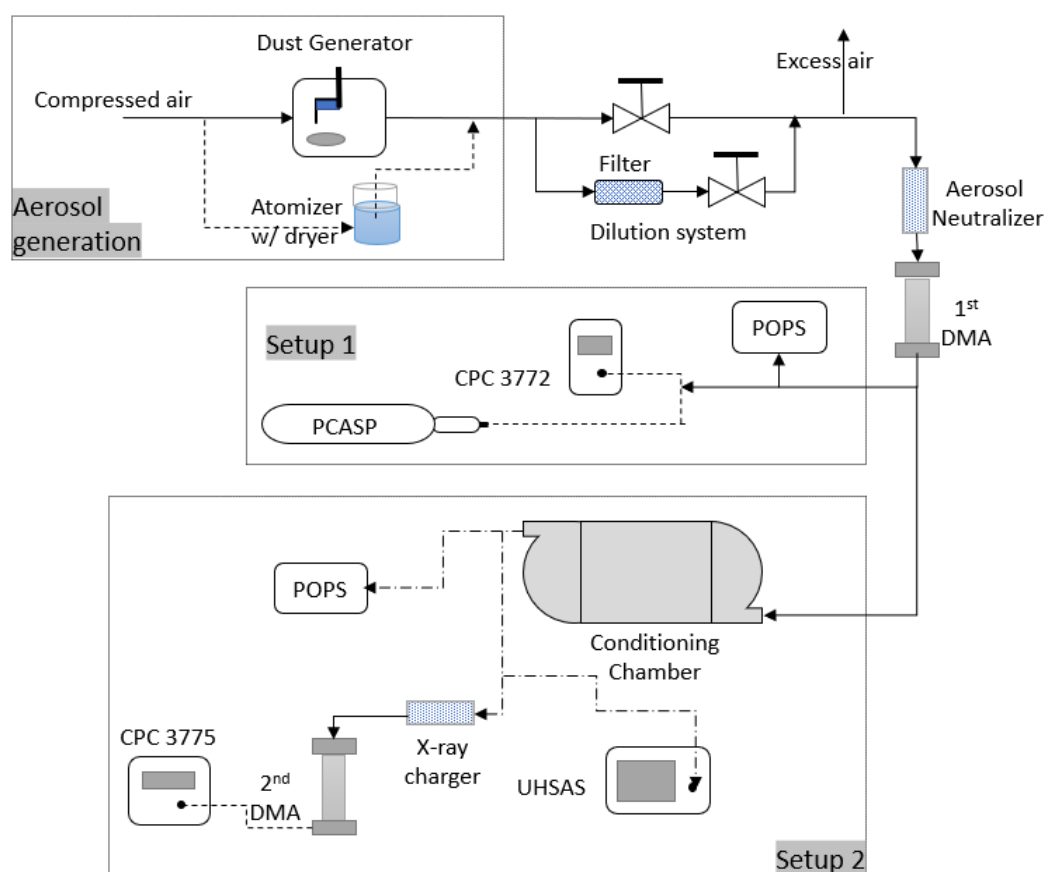 Dust Generator
Compressed air
Atomizer
w/ dryer
Aerosol
generation
Excess air
Filter
Dilution system
Aerosol
Neutralizer
1st
DMA
Setup 1
CPC 3772
POPS
PCASP
POPS
Conditioning
Chamber
X-ray
charger
CPC 3775
2nd
DMA
UHSAS
Setup 2